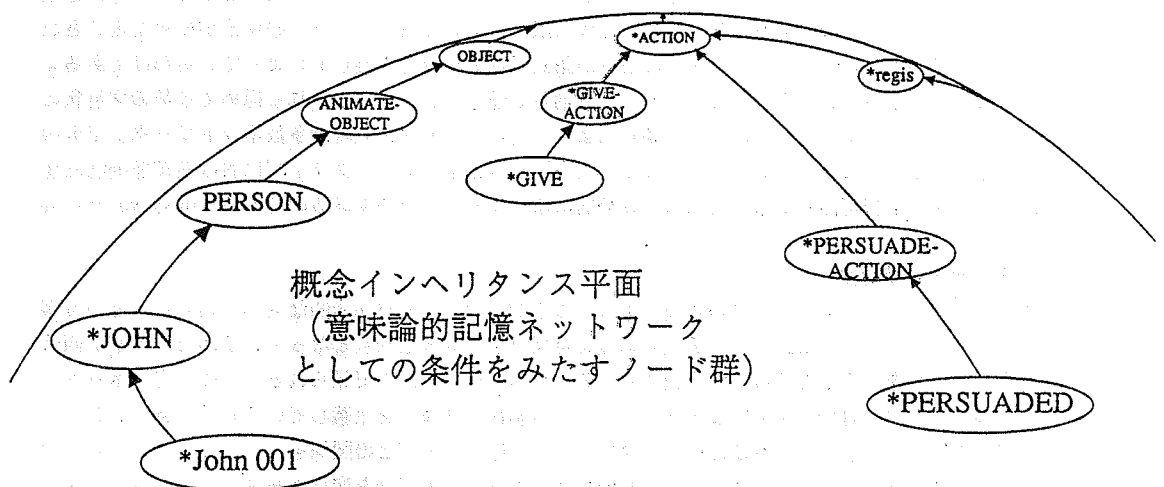 OBJECT
*ACTION
*regis
ANIMATE-
OBJECT
*GIVE-
ACTION
PERSON
*GIVE
*PERSUADE-
ACTION
概念インヘリタンス平面
（意味論的記憶ネットワーク
としての条件をみたすノード群）
*JOHN
*PERSUADED
*John 001